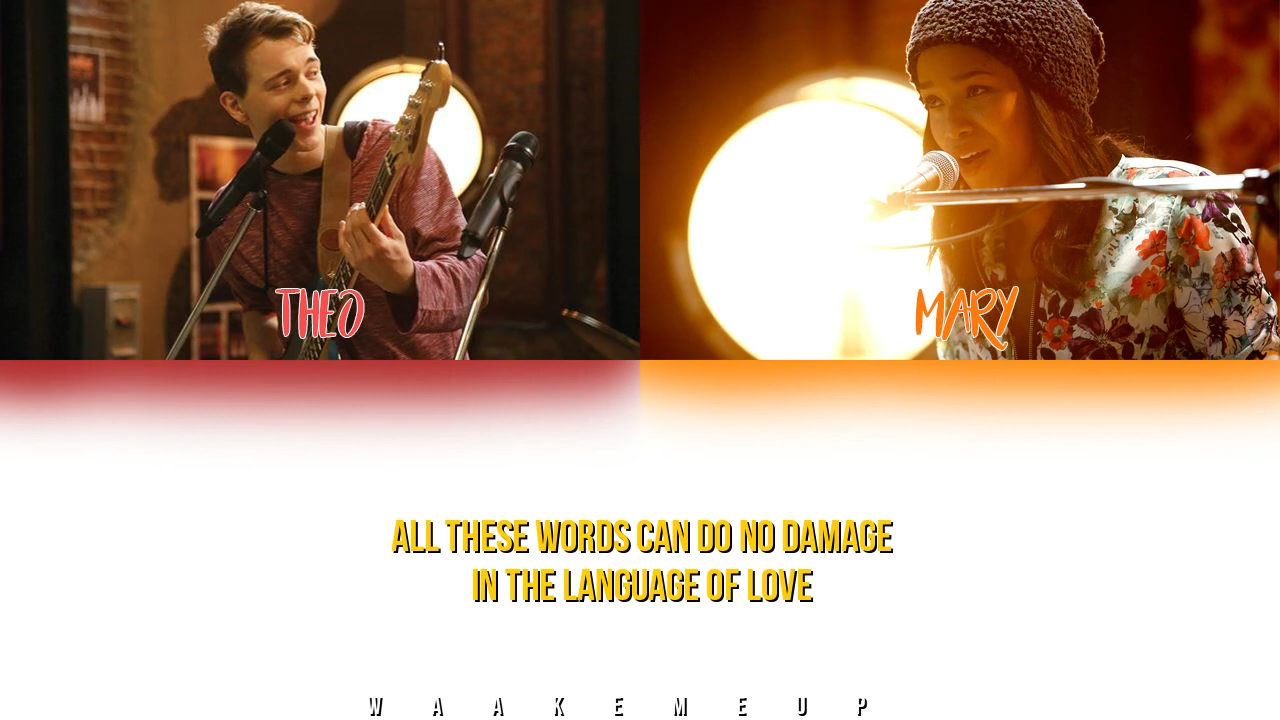 THEO
MARY
ALL THESE WORDS CAN DO NO DAMAGE
IN THE LANGUAGE OF LOVE
W A A K E M E U P